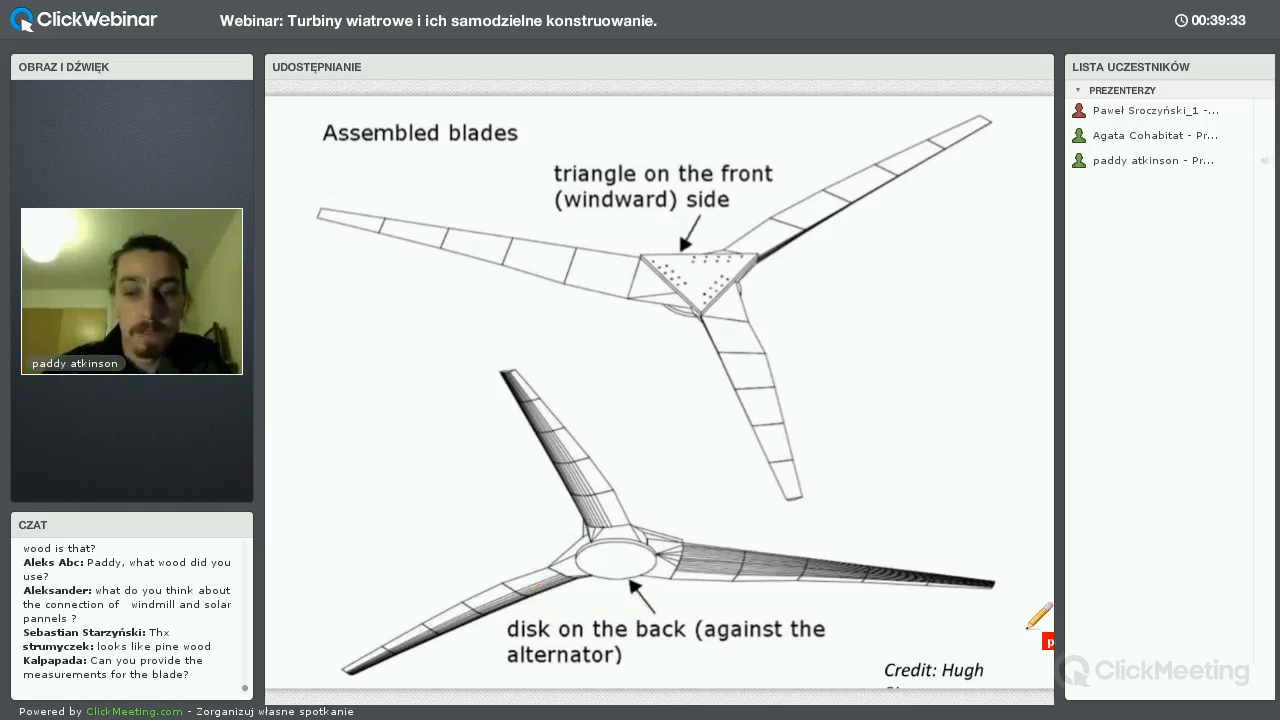 ClickWebinar
Webinar: Turbiny wiatrowe i ich samodzielne konstruowanie.
00:39:33
OBRAZ I DŹWIĘK
paddy atkinson
CZAT
wood is that?
Aleks Abc: Paddy, what wood did you
use?
Aleksander: what do you think about
the connection of windmill and solar
pannels ?
Sebastian Starzyński: Thx
strumyczek: looks like pine wood
Kalpapada: Can you provide the
measurements for the blade?
UDOSTĘPNIANIE
Assembled blades
triangle on the front
(windward) side
disk on the back (against the
alternator)
Credit: Hugh
p
LISTA UCZESTNIKÓW
PREZENTERZY
Paweł Sroczyński_1 -...
Agata Cohabitat - Pr...
paddy atkinson - Pr...
ClickMeeting
Powered by ClickMeeting.com - Zorganizuj własne spotkanie